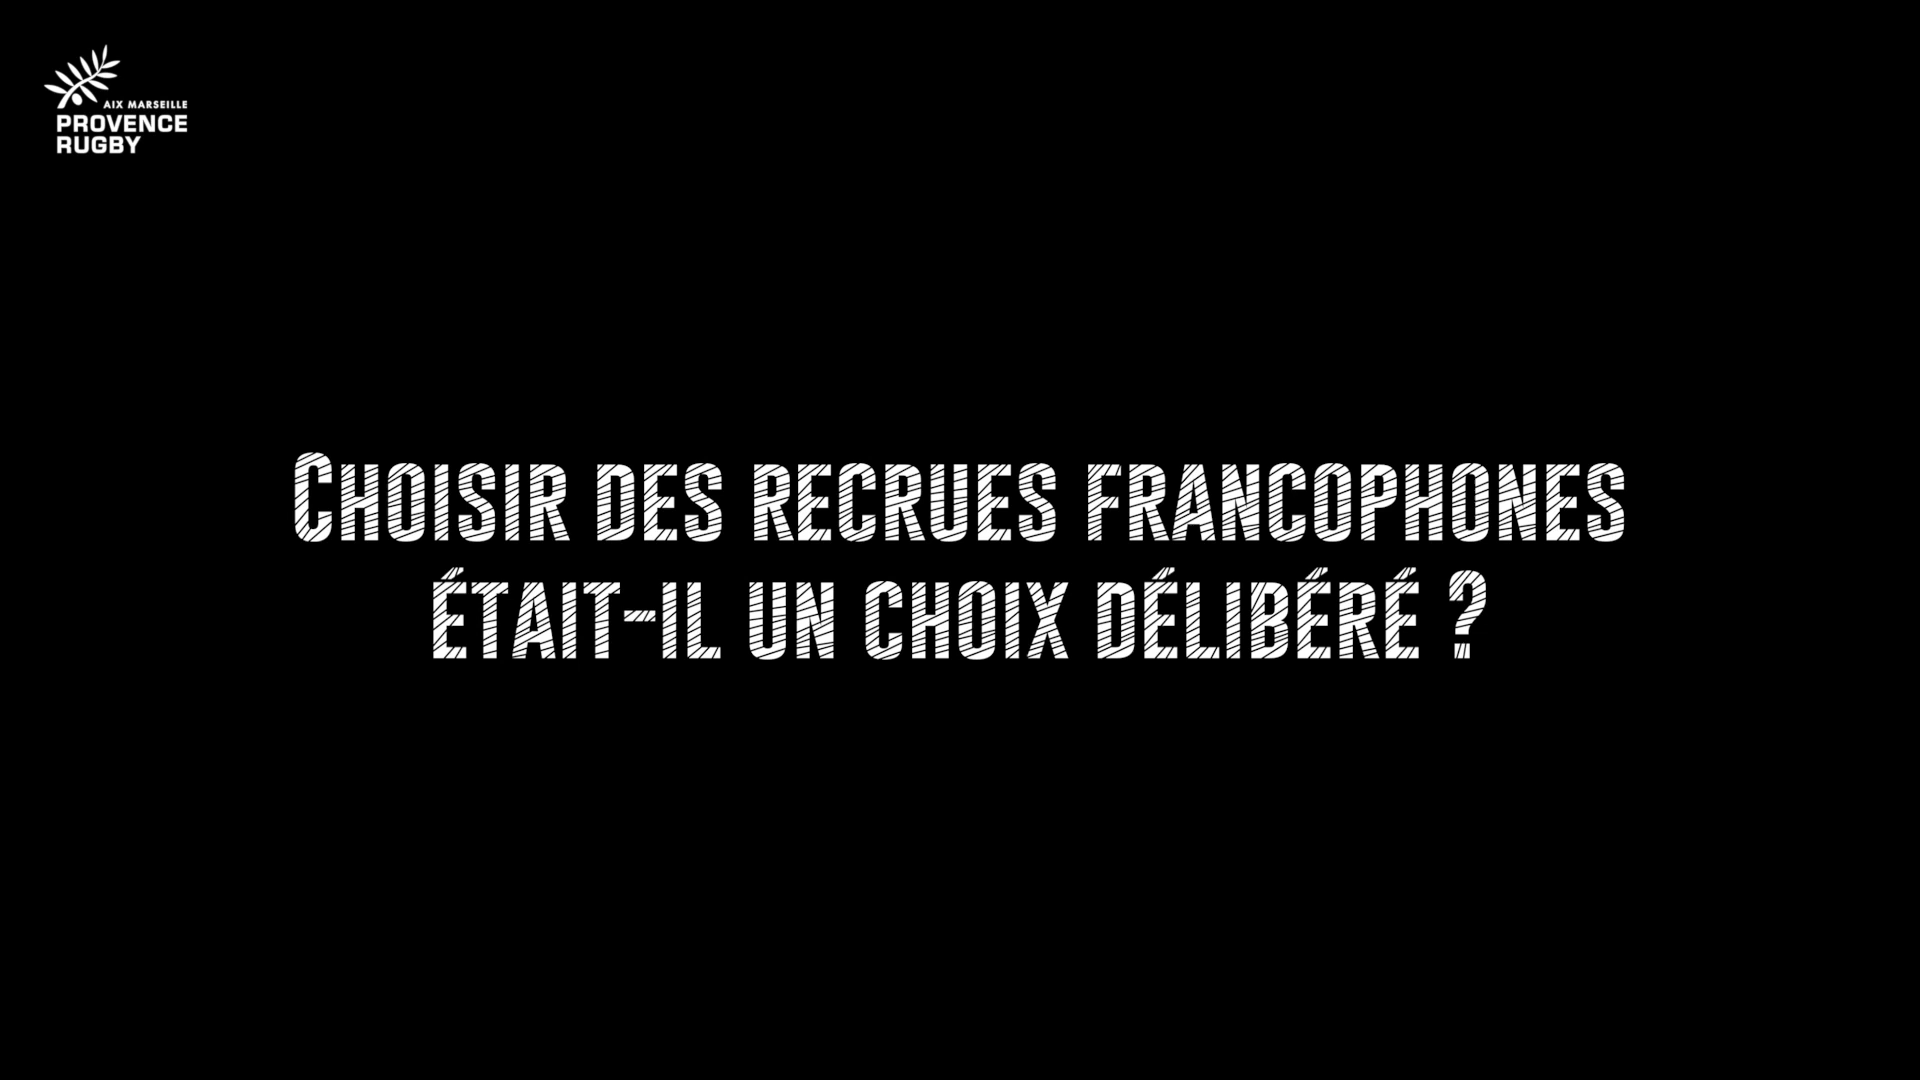 AIX MARSEILLE
PROVENCE
RUGBY
CHOISIR DES RECRUES FRANCOPHONES
ÉTAIT-IL UN CHOIX DÉLIBÉRÉ ?